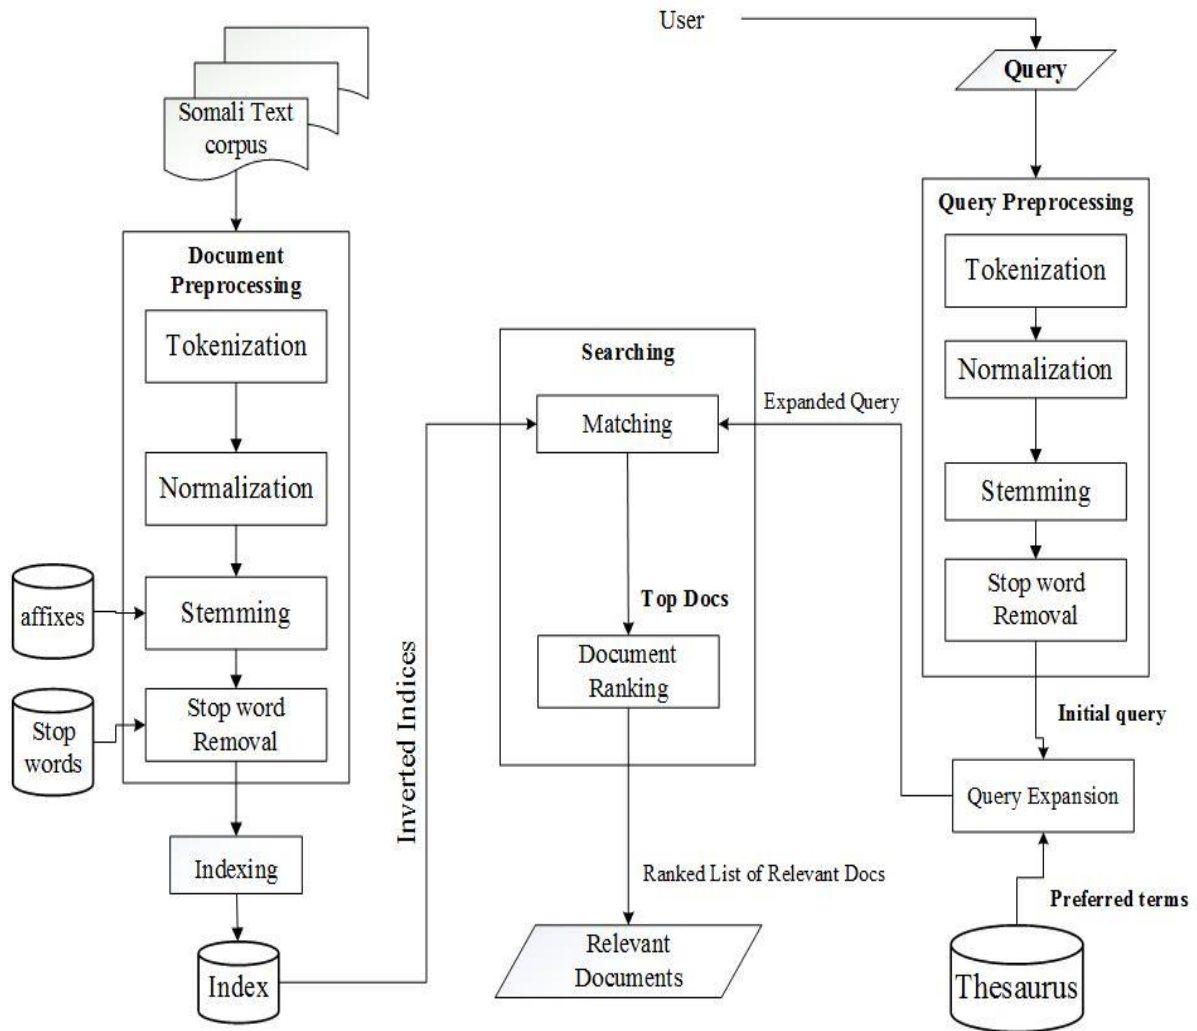 User
Query
Somali Text
corpus
Document
Preprocessing
Tokenization
Normalization
Stemming
Stop word
Removal
affixes
Stop
words
Indexing
Index
Inverted Indices
Searching
Matching
Top Docs
Document
Ranking
Ranked List of Relevant Docs
Relevant
Documents
Expanded Query
Query Preprocessing
Tokenization
Normalization
Stemming
Stop word
Removal
Initial query
Query Expansion
Preferred terms
Thesaurus